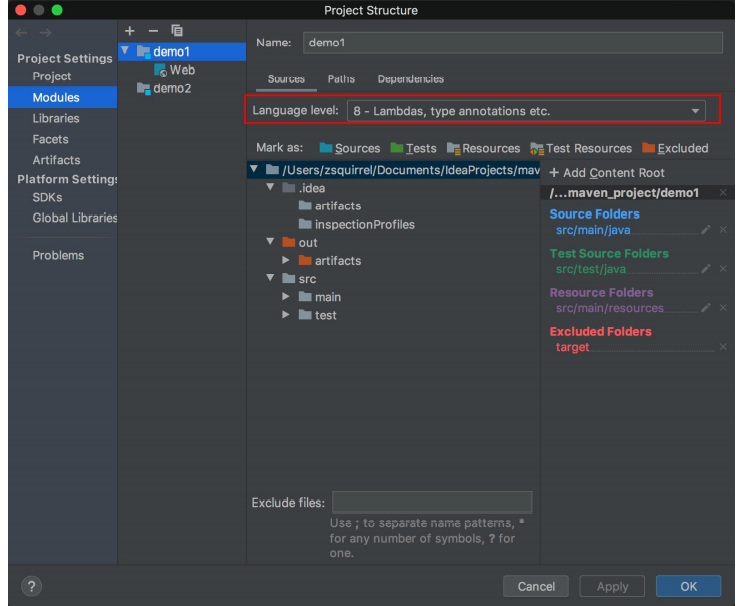 Project Structure
Project Settings
Project
Modules
Libraries
Facets
Artifacts
Platform Settings
SDKs
Global Libraries
Problems
demo1
Web
demo2
Name: demo1
Sources Paths Dependencies
Language level: 8 - Lambdas, type annotations etc.
Mark as: Sources Tests Resources Test Resources Excluded
/Users/zsquirrel/Documents/IdeaProjects/mav
.idea
artifacts
inspectionProfiles
out
artifacts
src
main
test
+ Add Content Root
/...maven_project/demo1
Source Folders
src/main/java
Test Source Folders
src/test/java
Resource Folders
src/main/resources
Excluded Folders
target
Exclude files:
Use ; to separate name patterns, *
for any number of symbols, ? for
one.
?
Cancel Apply OK